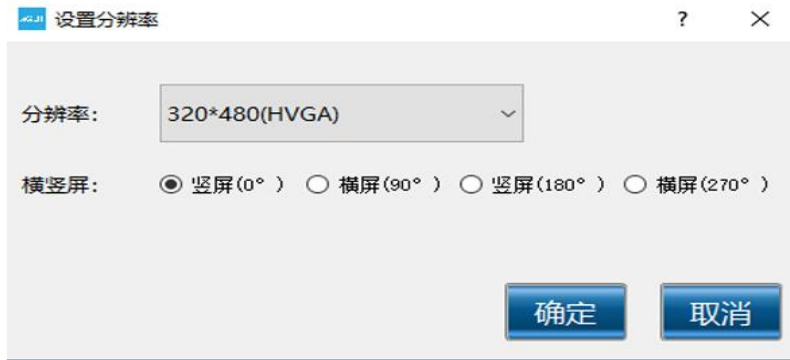 AGUI 设置分辨率 ?
分辨率: 320*480(HVGA)
横竖屏: 竖屏(0° ) 横屏(90° ) 竖屏(180° ) 横屏(270° )
确定 取消